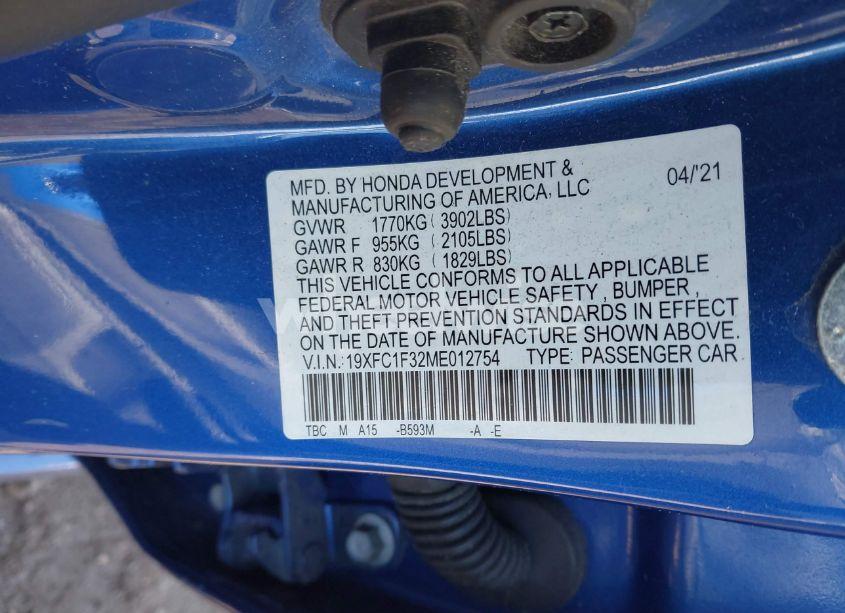 MFD. BY HONDA DEVELOPMENT & 04/'21
MANUFACTURING OF AMERICA, LLC
GVWR 1770KG ( 3902LBS)
GAWR F 955KG ( 2105LBS)
GAWR R 830KG ( 1829LBS)
THIS VEHICLE CONFORMS TO ALL APPLICABLE
FEDERAL MOTOR VEHICLE SAFETY , BUMPER,
AND THEFT PREVENTION STANDARDS IN EFFECT
ON THE DATE OF MANUFACTURE SHOWN ABOVE.
V.I.N.: 19XFC1F32ME012754 TYPE: PASSENGER CAR
TBC M A15 -B593M -A -E